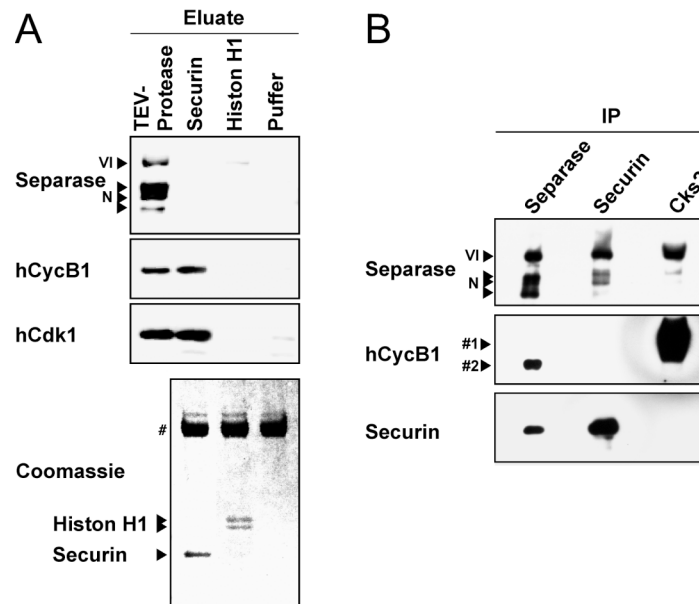 A
Eluate
TEV-
Protease
Securin
Histon H1
Puffer
VI
Separase
N
hCycB1
hCdk1
#
Coomassie
Histon H1
Securin
B
IP
Separase
Securin
VI
Separase
N
hCycB1
#1
#2
Securin